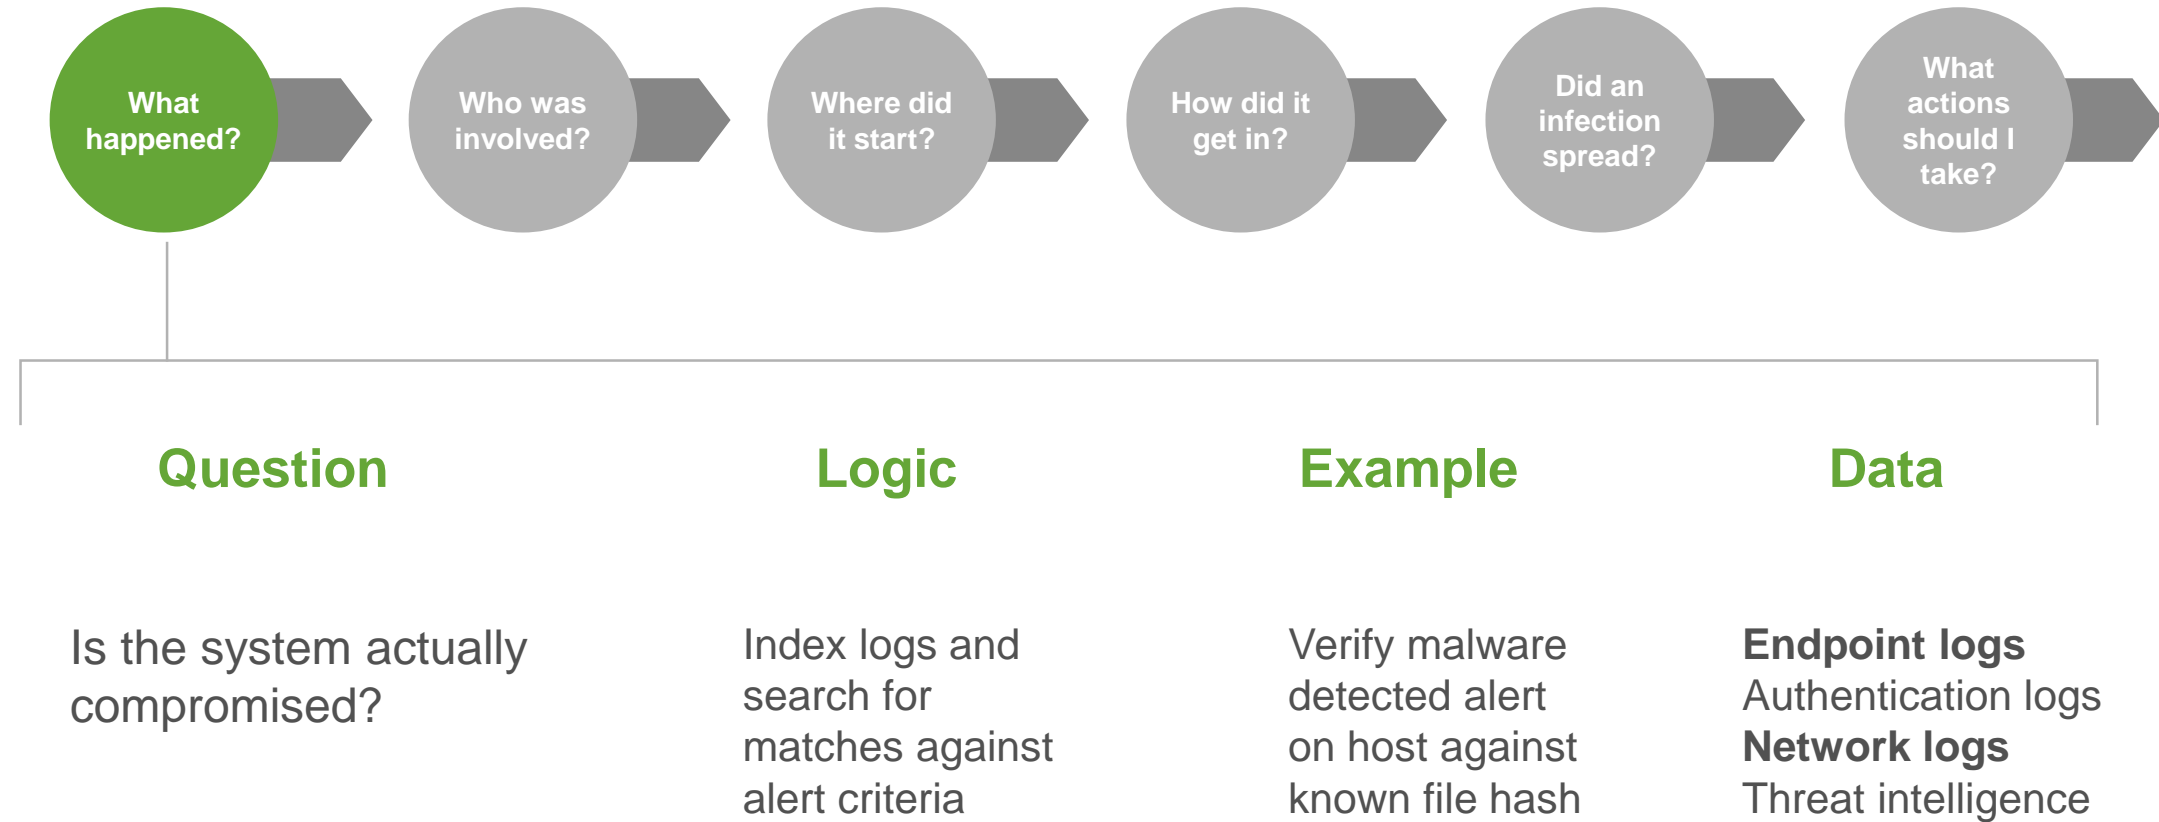 What
happened?
Who was
involved?
Where did
it start?
How did it
get in?
Did an
infection
spread?
What
actions
should I
take?
Question
Logic
Example
Data
Is the system actually
compromised?
Index logs and
search for
matches against
alert criteria
Verify malware
detected alert
on host against
known file hash
Endpoint logs
Authentication logs
Network logs
Threat intelligence